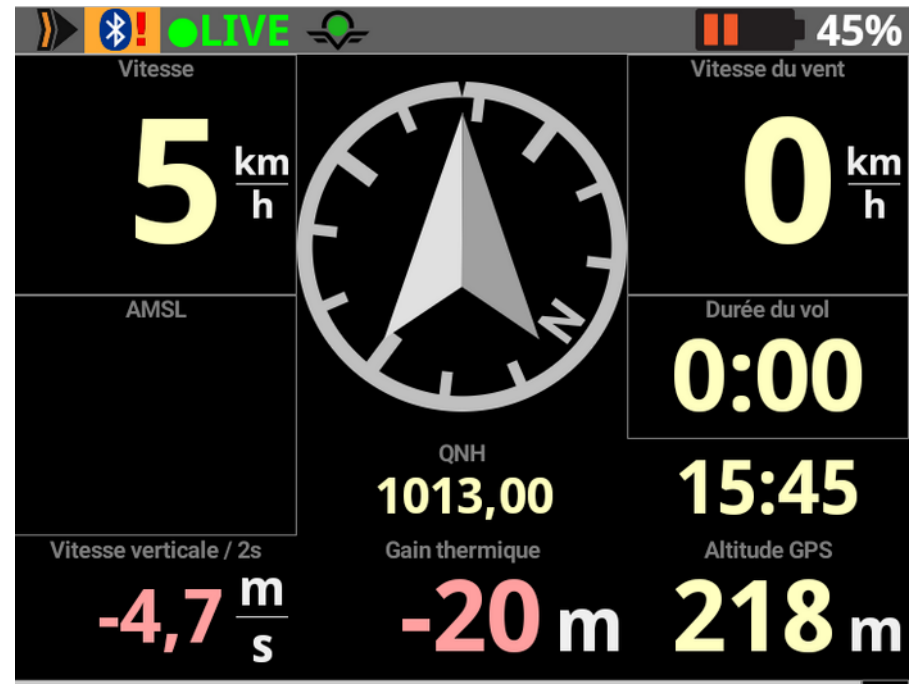 ! LIVE 45%
Vitesse
5 km/h
Vitesse du vent
0 km/h
AMSL
N
Durée du vol
0:00
QNH
1013,00
15:45
Vitesse verticale / 2s
-4,7 m/s
Gain thermique
-20 m
Altitude GPS
218 m